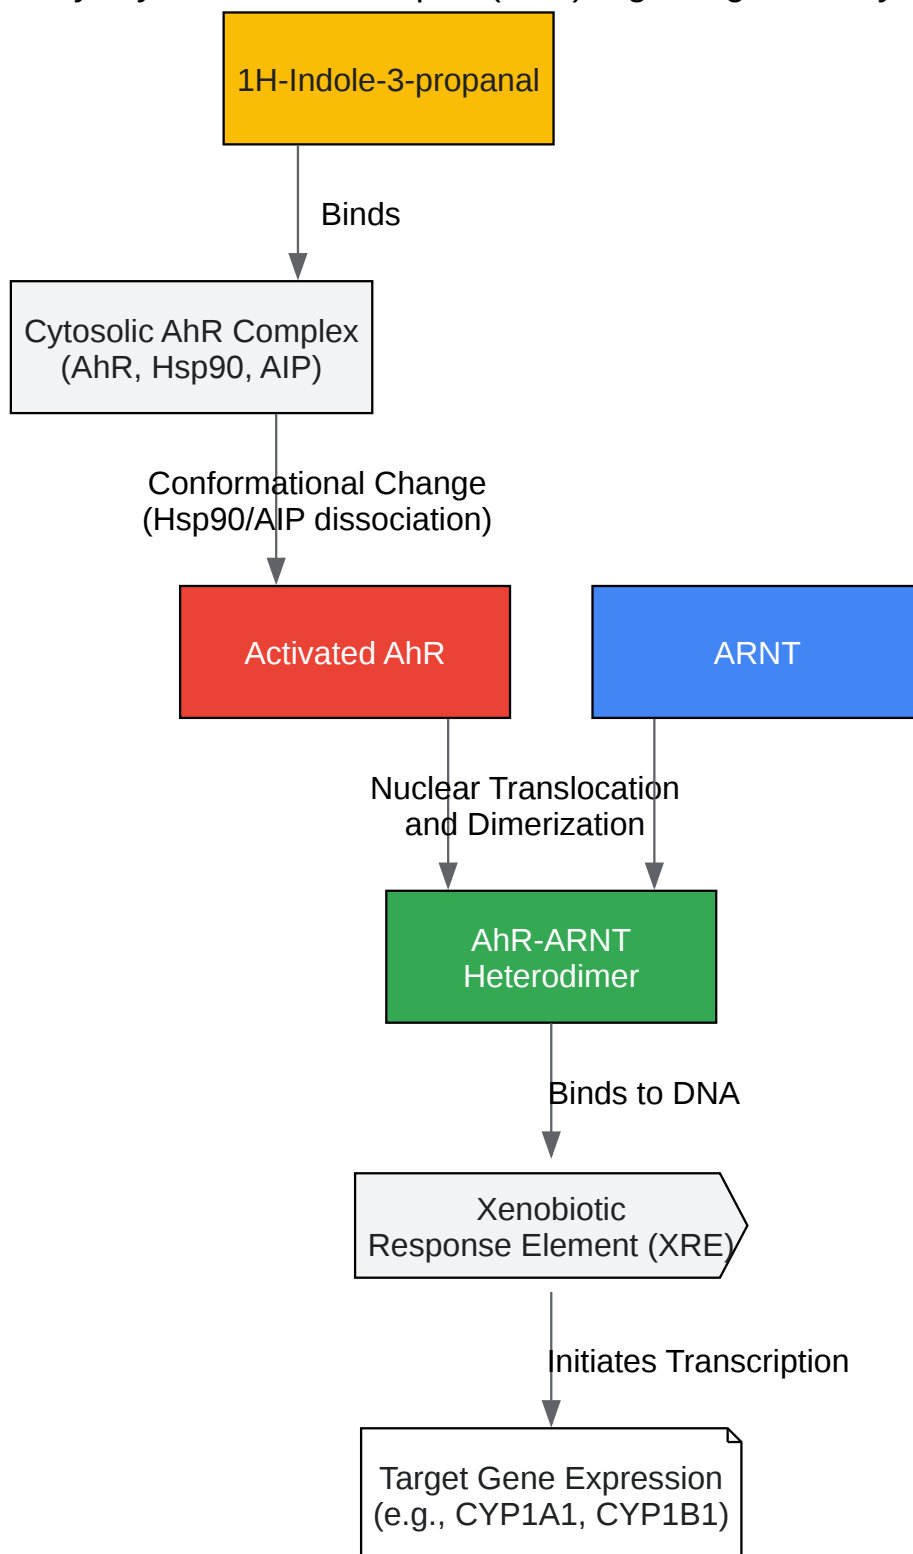 1H-Indole-3-propanal
Binds
Cytosolic AhR Complex
(AhR, Hsp90, AIP)
Conformational Change
(Hsp90/AIP dissociation)
Activated AhR
ARNT
Nuclear Translocation
and Dimerization
AhR-ARNT
Heterodimer
Binds to DNA
Xenobiotic
Response Element (XRE)
Initiates Transcription
Target Gene Expression
(e.g., CYP1A1, CYP1B1)